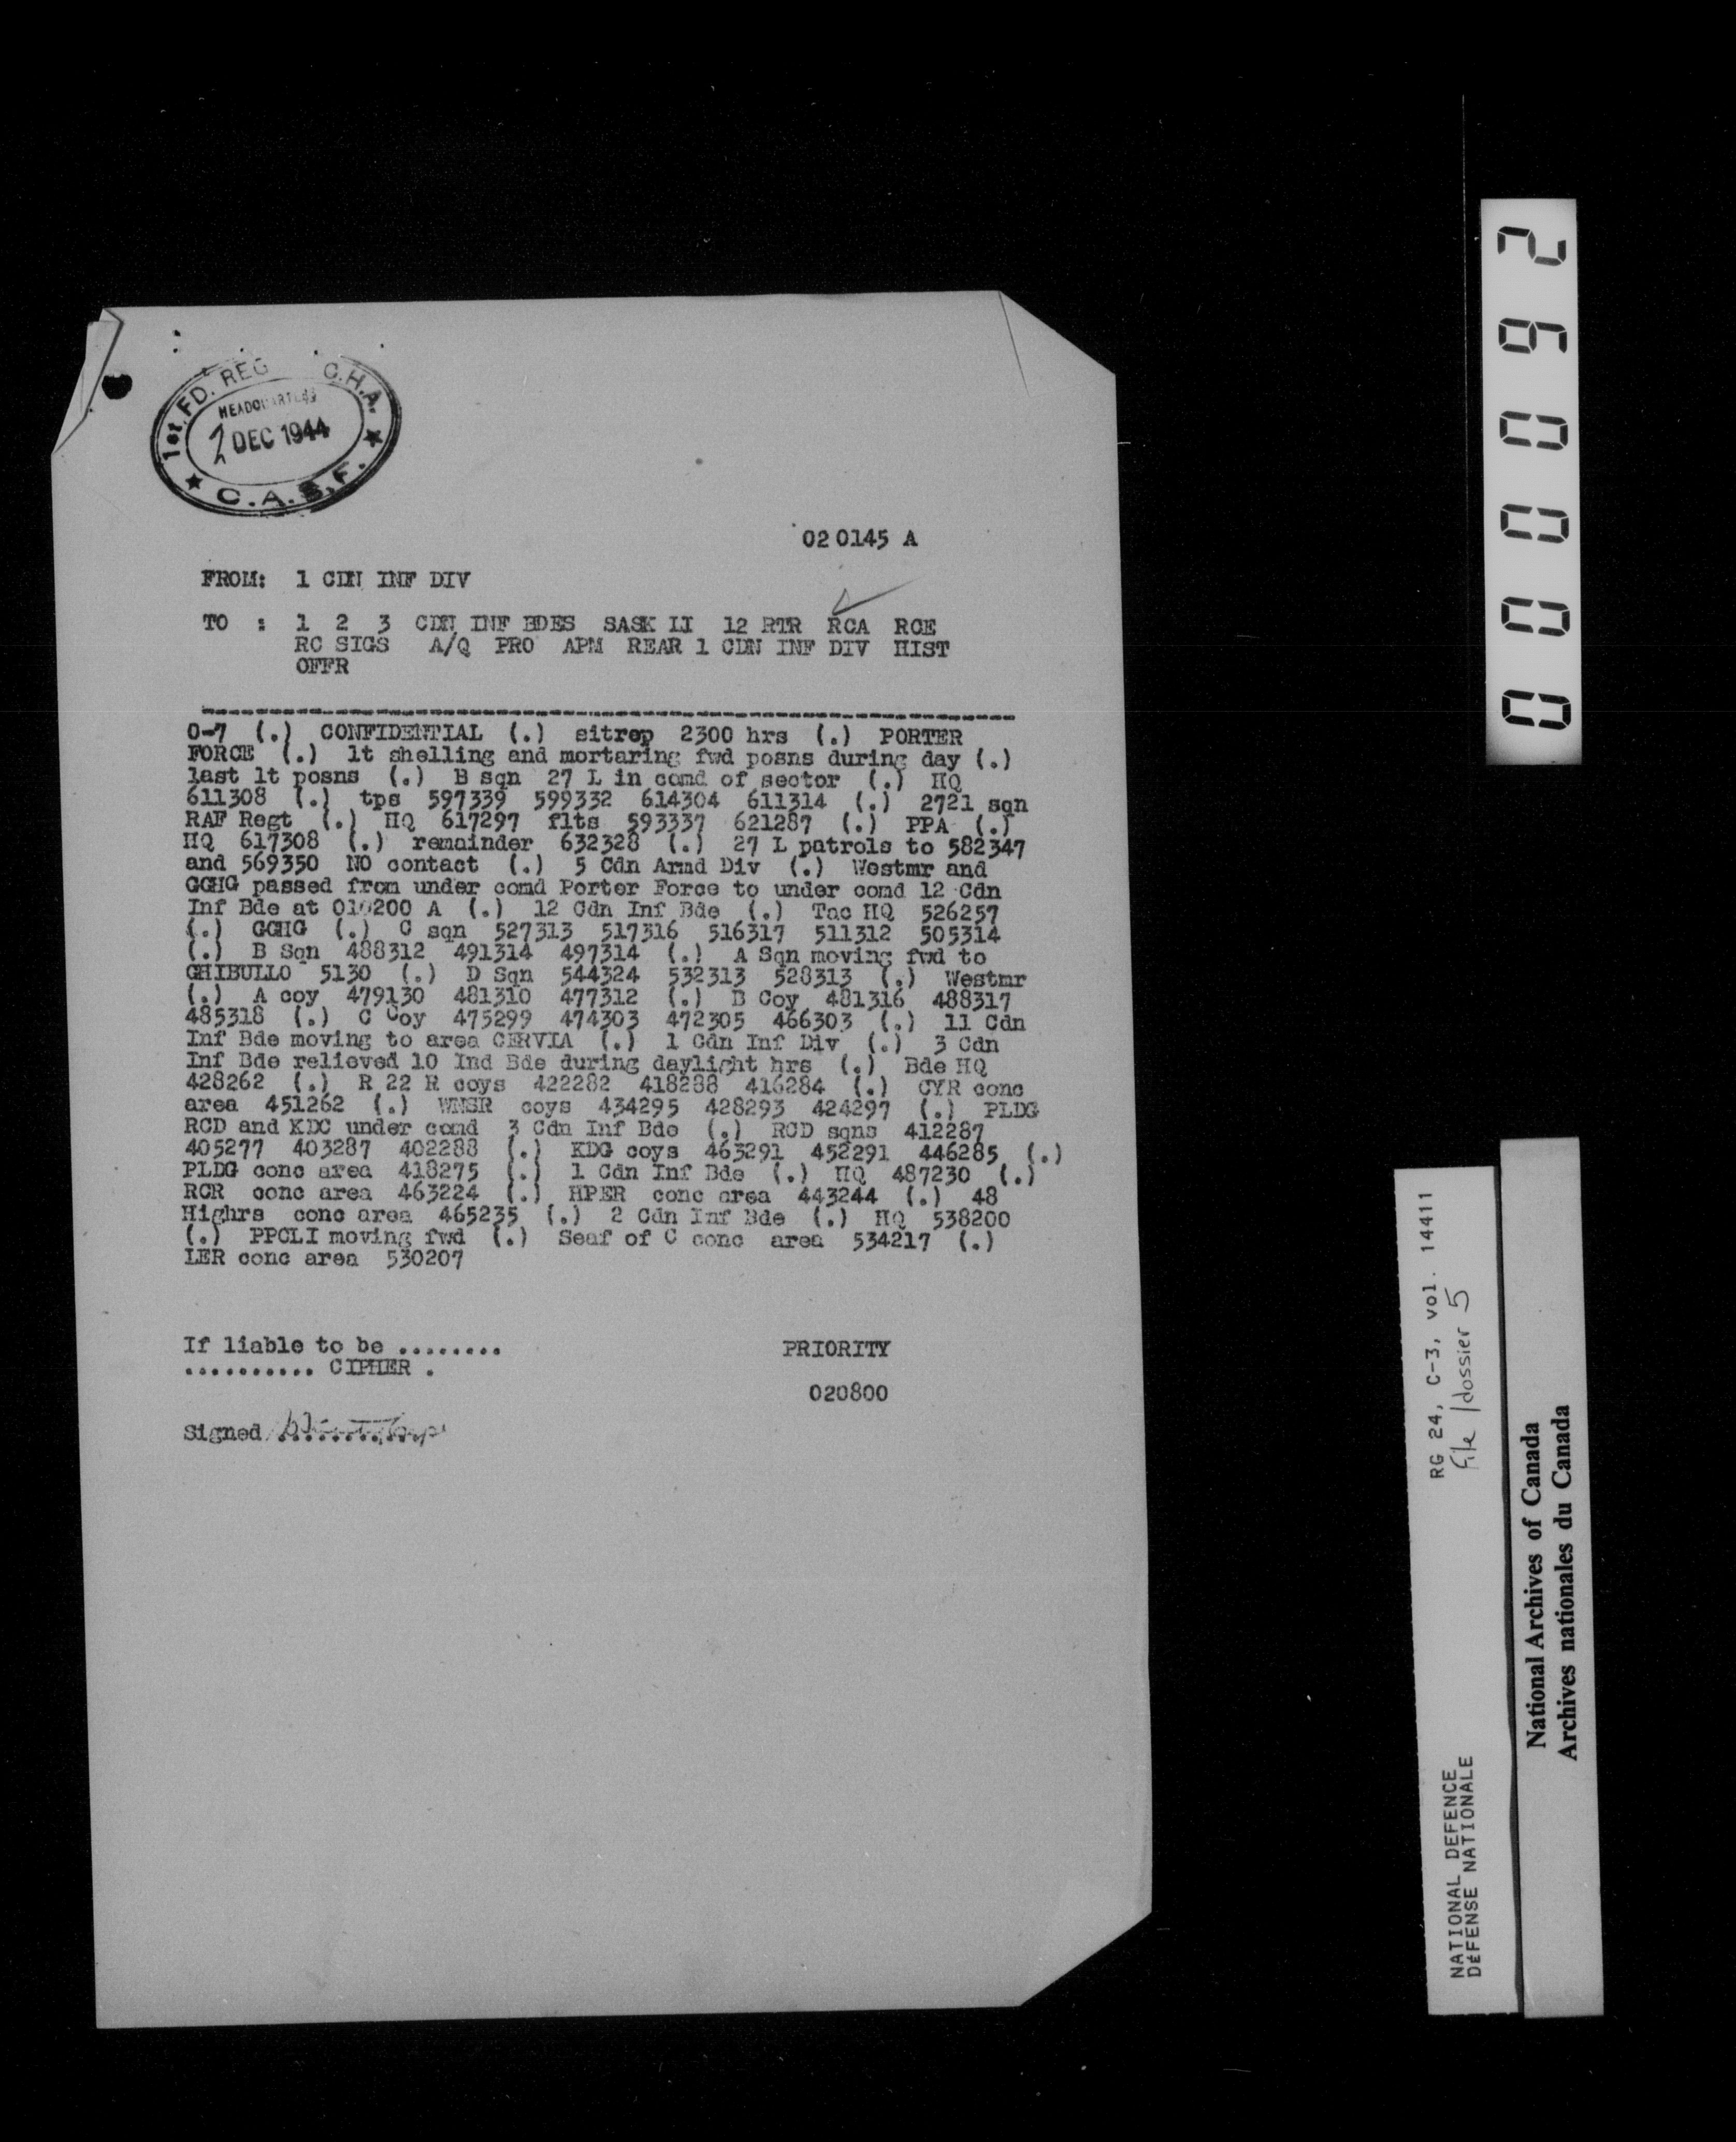 1st. FD. REG C.H.A.
HEADQUARTERS
2 DEC 1944
C.A.S.F.
020145 A
FROM: 1 CDN INF DIV
TO : 1 2 3 CDN INF BDES SASK LI 12 RTR RCA RCE
RC SIGS A/Q PRO APM REAR 1 CDN INF DIV HIST
OFFR
O-7 (.) CONFIDENTIAL (.) sitrep 2300 hrs (.) PORTER
FORCE (.) lt shelling and mortaring fwd posns during day (.)
last lt posns (.) B sqn 27 L in comd of sector (.) HQ
611308 (.) tps 597339 599332 614304 611314 (.) 2721 sqn
RAF Regt (.) HQ 617297 flts 593337 621287 (.) PPA (.)
HQ 617308 (.) remainder 632328 (.) 27 L patrols to 582347
and 569350 NO contact (.) 5 Cdn Armd Div (.) Westmr and
GGHG passed from under comd Porter Force to under comd 12 Cdn
Inf Bde at 010200 A (.) 12 Cdn Inf Bde (.) Tac HQ 526257
(.) GGHG (.) C sqn 527313 517316 516317 511312 505314
(.) B Sqn 488312 491314 497314 (.) A Sqn moving fwd to
GHIBULLO 5130 (.) D Sqn 544324 532313 528313 (.) Westmr
(.) A coy 479130 481310 477312 (.) B Coy 481316 488317
485318 (.) C Coy 475299 474303 472305 466303 (.) 11 Cdn
Inf Bde moving to area CERVIA (.) 1 Cdn Inf Div (.) 3 Cdn
Inf Bde relieved 10 Ind Bde during daylight hrs (.) Bde HQ
428262 (.) R 22 R coys 422282 418288 416284 (.) CYR conc
area 451262 (.) WNSR coys 434295 428293 424297 (.) PLDG
RCD and KDC under comd 3 Cdn Inf Bde (.) RCD sqns 412287
405277 403287 402288 (.) KDG coys 463291 452291 446285 (.)
PLDG conc area 418275 (.) 1 Cdn Inf Bde (.) HQ 487230 (.)
RCR conc area 463224 (.) HPER conc area 443244 (.) 48
Highrs conc area 465235 (.) 2 Cdn Inf Bde (.) HQ 538200
(.) PPCLI moving fwd (.) Seaf of C conc area 534217 (.)
LER conc area 530207
If liable to be ........
.......... CIPHER .
PRIORITY
020800
Signed
000092
RG 24, C-3, vol. 14411
File/dossier 5
NATIONAL DEFENCE
DÉFENSE NATIONALE
National Archives of Canada
Archives nationales du Canada